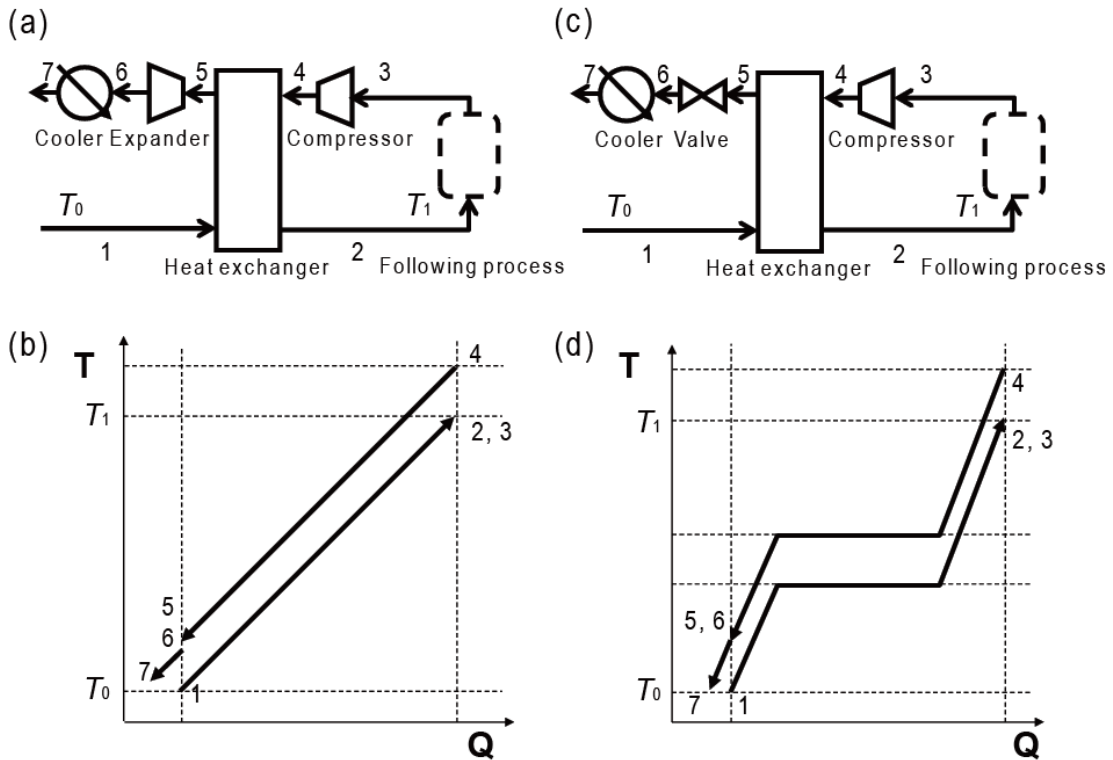 (a)
7 6 5 4 3
Cooler Expander Compressor
T0 T1
1 2
Heat exchanger Following process
(c)
7 6 5 4 3
Cooler Valve Compressor
T0 T1
1 2
Heat exchanger Following process
(b)
T
4
T1
2, 3
5
6
7
T0
1
Q
(d)
T
4
T1
2, 3
5, 6
T0
7 1
Q